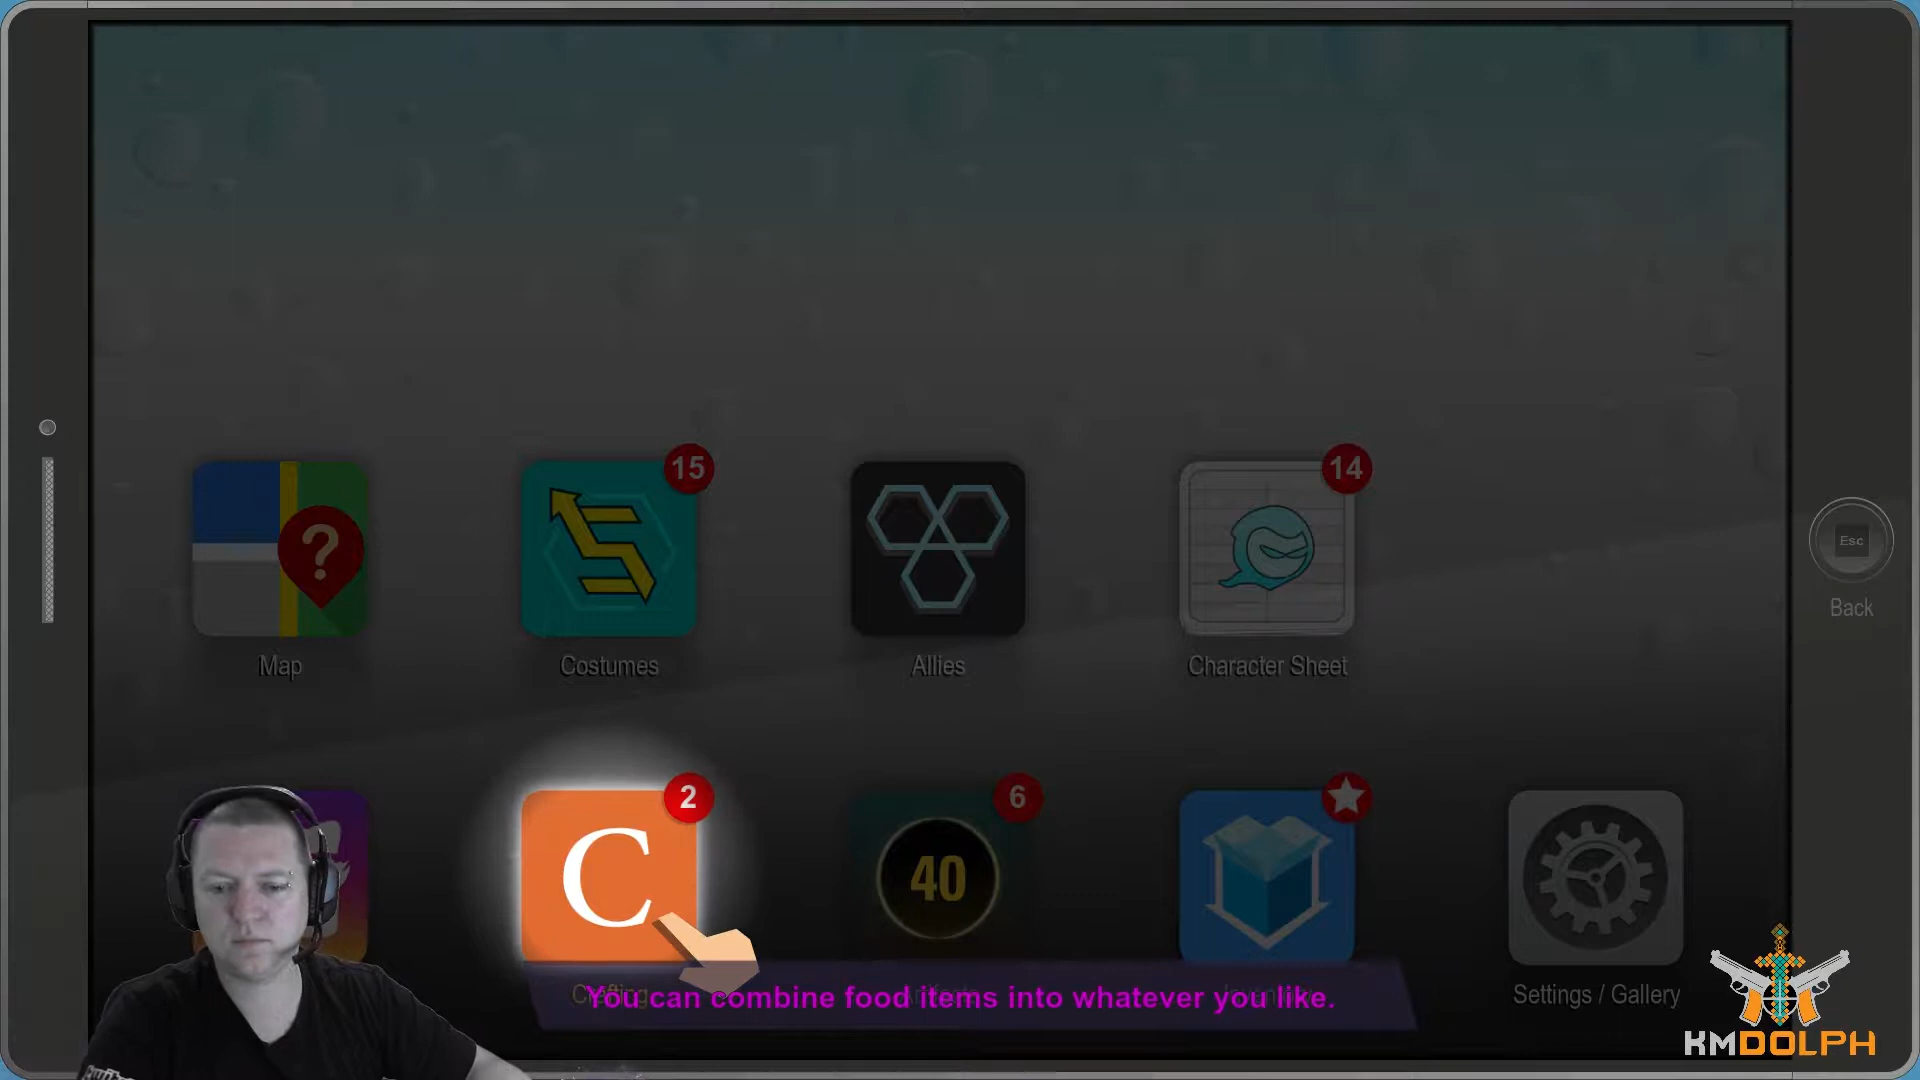 15
14
?
Esc
Back
Map
Costumes
Allies
Character Sheet
2
6
C
40
Crafting
You can combine food items into whatever you like.
Settings / Gallery
KMDOLPH